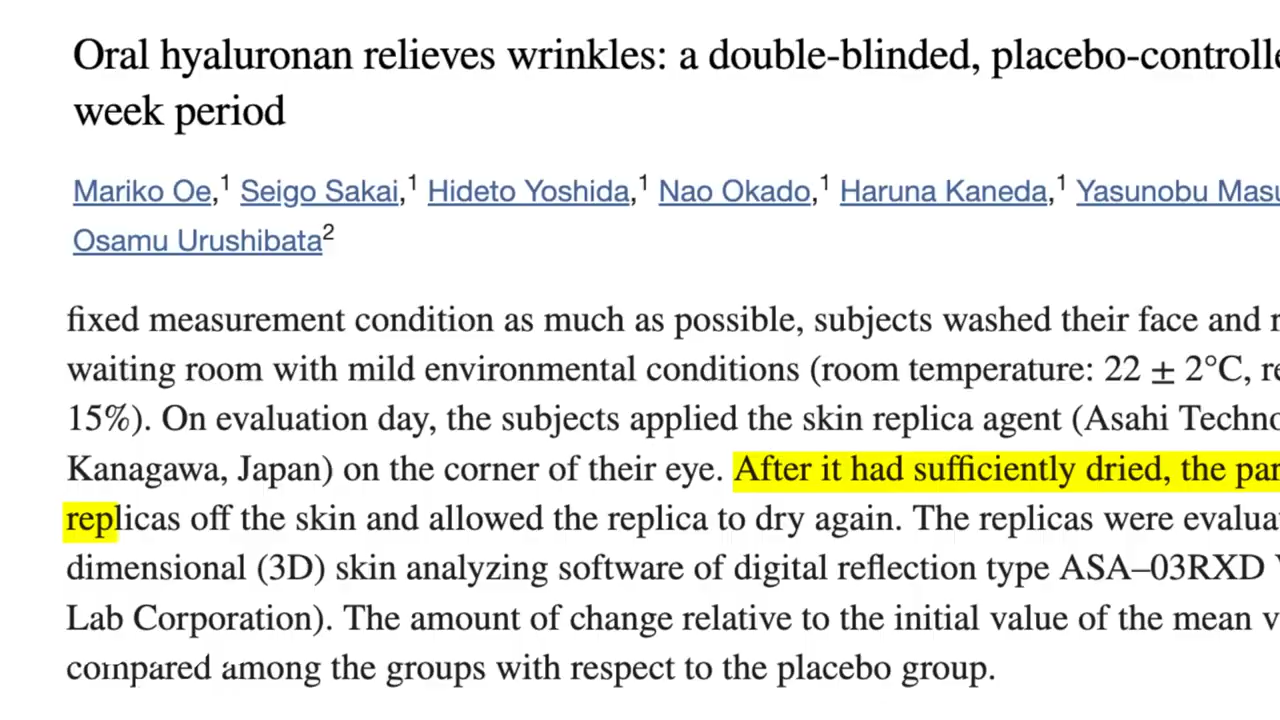 Oral hyaluronan relieves wrinkles: a double-blinded,
week period
Mariko Oe,1 Seigo Sakai,1 Hideto Yoshida,1 Nao Okado,1 Haruna Kaneda,1 Yasunobu
Osamu Urushibata2
fixed measurement condition as much as possible, subjects washed their face and
waiting room with mild environmental conditions (room temperature: 22 ± 2°C,
15%). On evaluation day, the subjects applied the skin replica agent (Asahi
Kanagawa, Japan) on the corner of their eye. After it had sufficiently dried, the
replicas off the skin and allowed the replica to dry again. The replicas were
dimensional (3D) skin analyzing software of digital reflection type ASA–03RXD
Lab Corporation). The amount of change relative to the initial value of the mean
compared among the groups with respect to the placebo group.